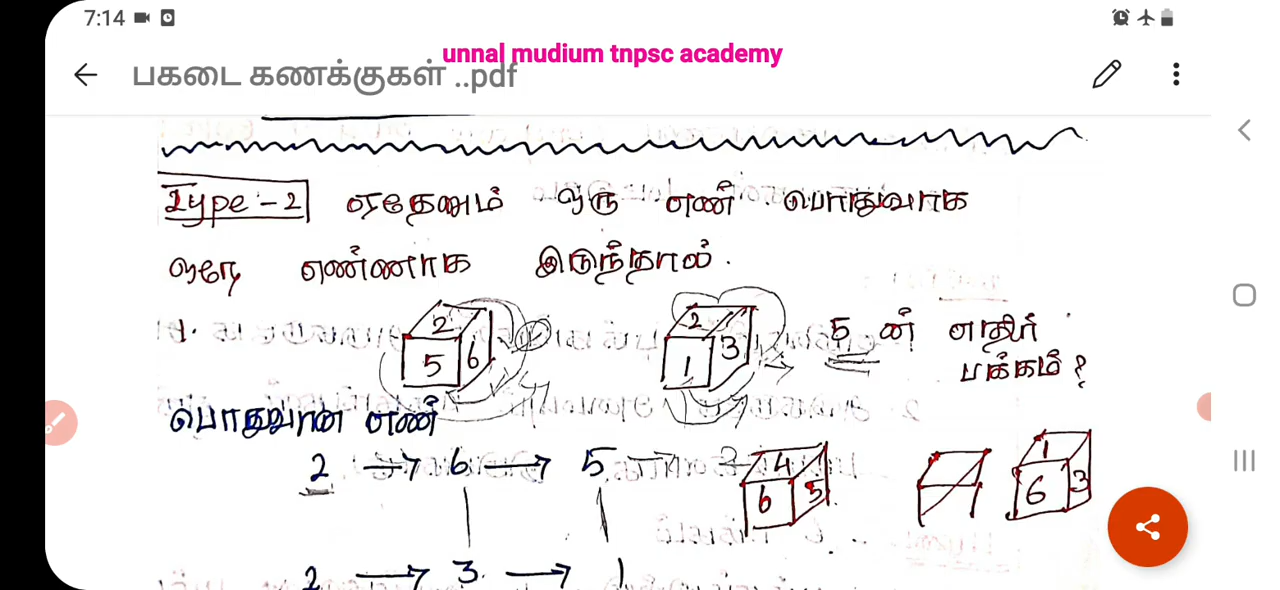 7:14
unnal mudium tnpsc academy
பகடை கணக்குகள் ..pdf
Type - 2 ஏதேனும் ஒரு எண் பொதுவாக
ஒரே எண்ணாக இருந்தால்.
1. 2 5 6 2 1 3 5 ன் எதிர்
பக்கம்?
பொதுவான எண்
2 → 6 → 5 → 2
4 6 5 1 6 3
2 → 3 → 1